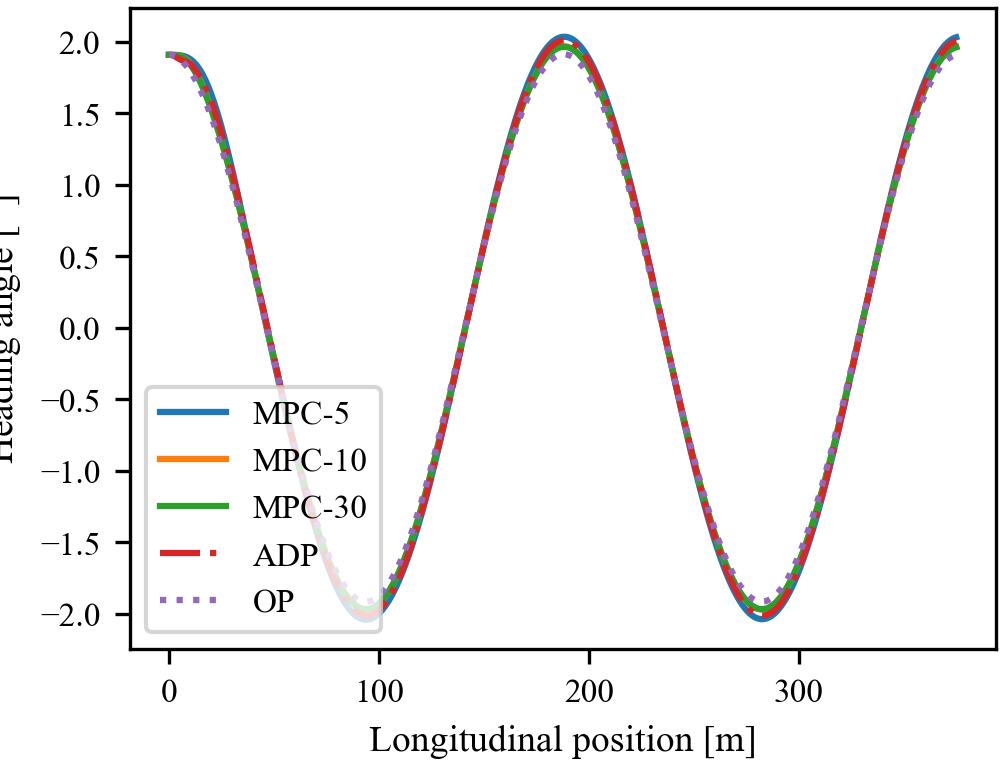 Heading angle [ ]
2.0
1.5
1.0
0.5
0.0
−0.5
−1.0
−1.5
−2.0
MPC-5
MPC-10
MPC-30
ADP
OP
0 100 200 300
Longitudinal position [m]